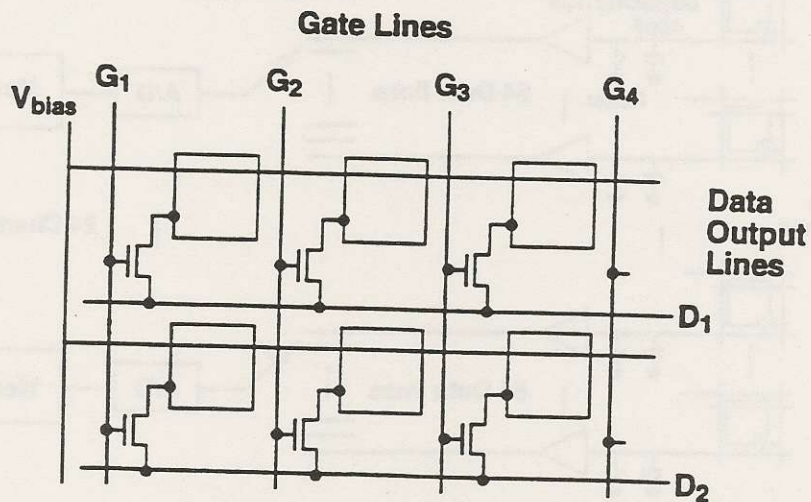 Gate Lines
G1 G2 G3 G4
Vbias
Data
Output
Lines
D1
D2